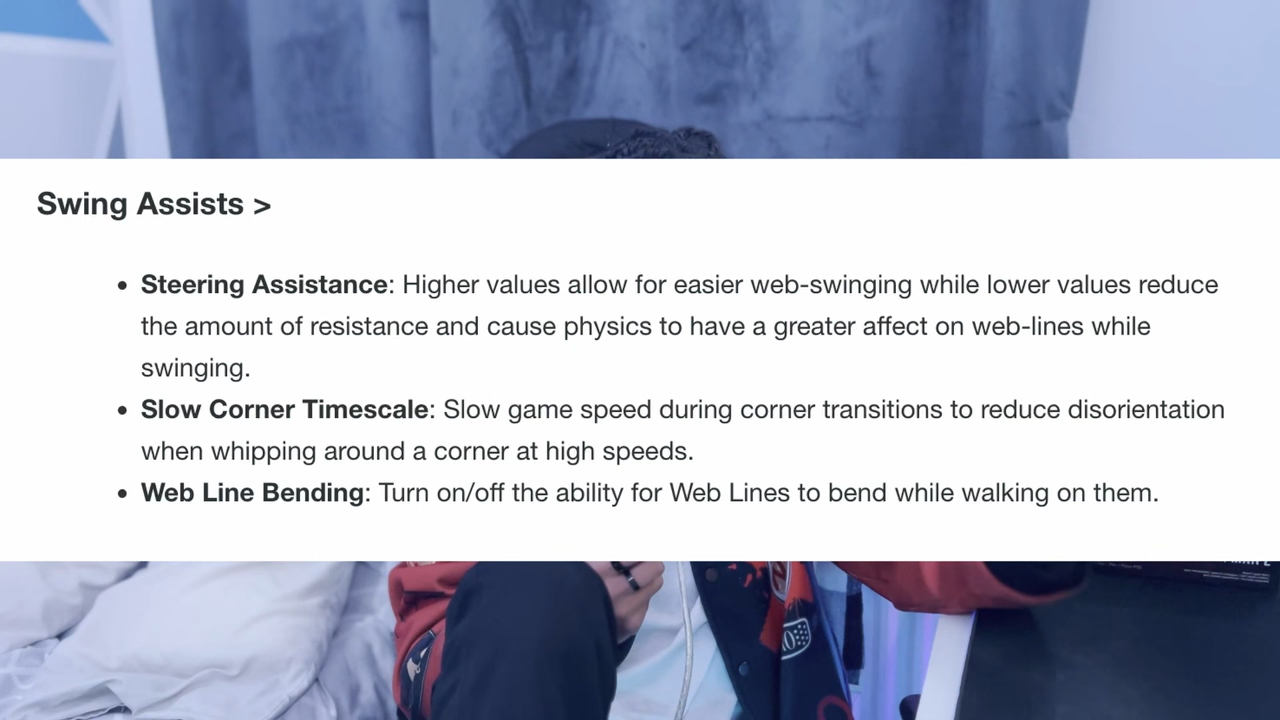 Swing Assists >
• Steering Assistance: Higher values allow for easier web-swinging while lower values reduce
the amount of resistance and cause physics to have a greater affect on web-lines while
swinging.
• Slow Corner Timescale: Slow game speed during corner transitions to reduce disorientation
when whipping around a corner at high speeds.
• Web Line Bending: Turn on/off the ability for Web Lines to bend while walking on them.